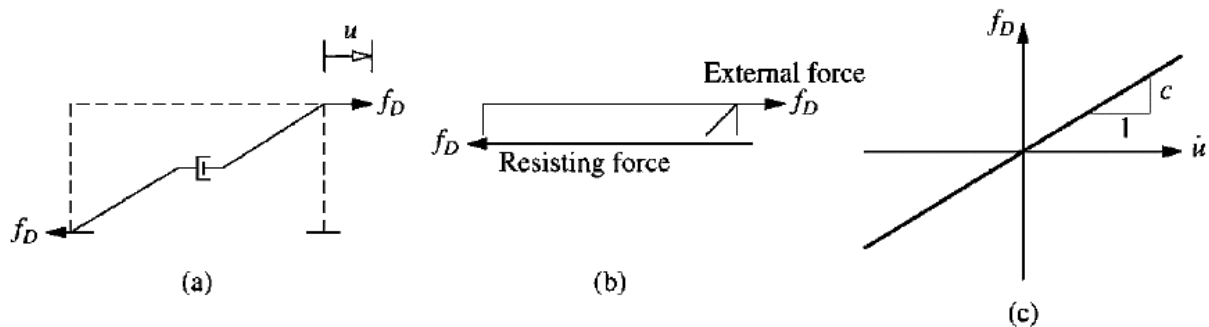 u
f_D
f_D
(a)
External force
f_D
f_D
Resisting force
(b)
f_D
c
1
u̇
(c)